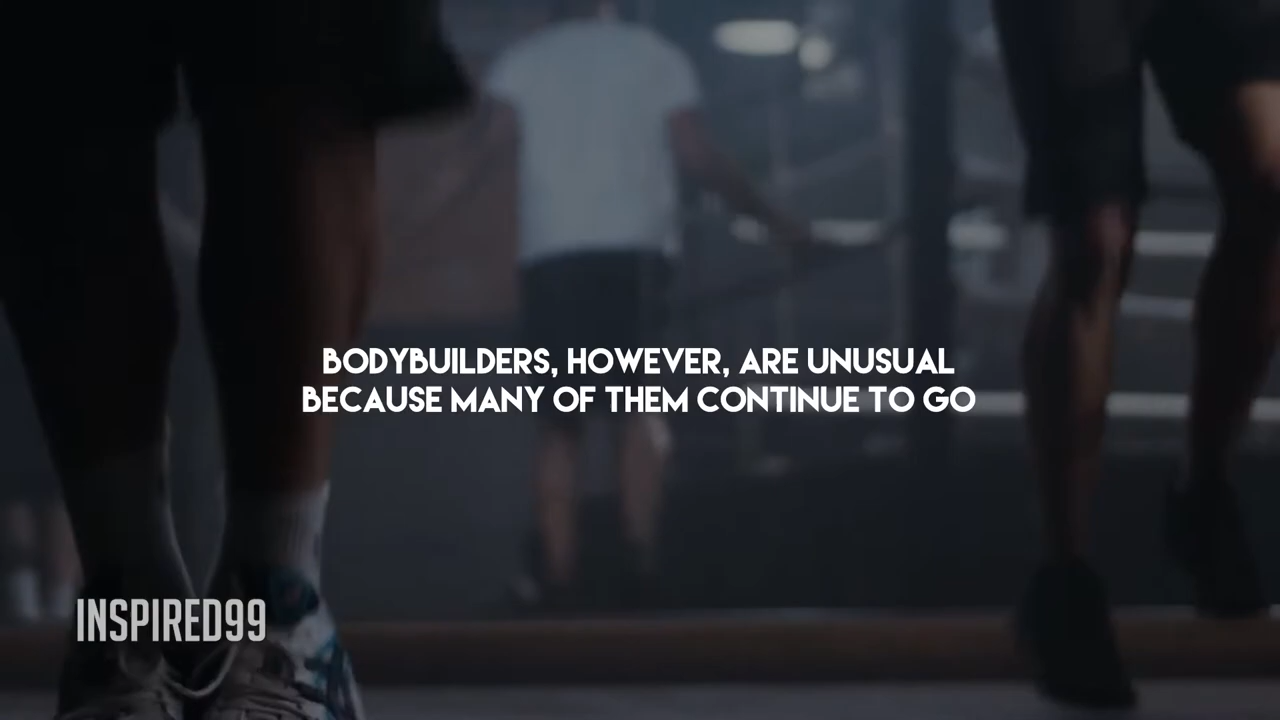 BODYBUILDERS, HOWEVER, ARE UNUSUAL
BECAUSE MANY OF THEM CONTINUE TO GO
INSPIRED99